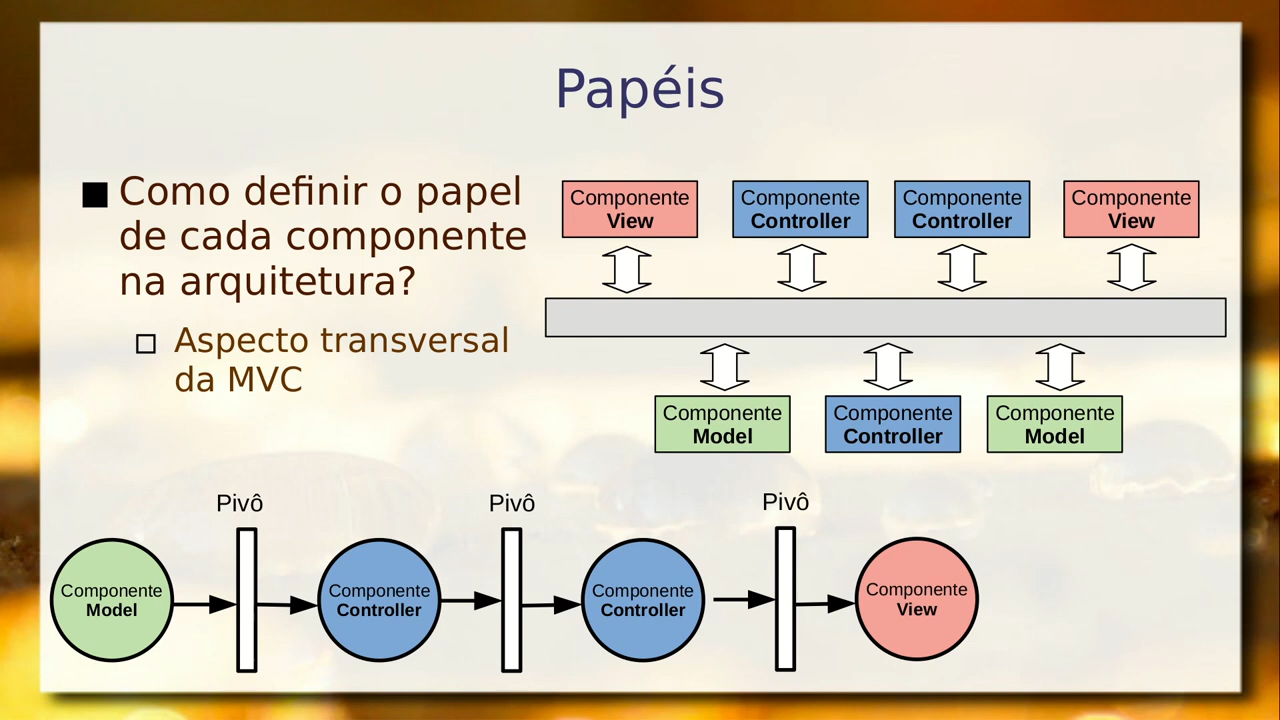 Papéis
Como definir o papel
de cada componente
na arquitetura?
Aspecto transversal
da MVC
Componente
View
Componente
Controller
Componente
Controller
Componente
View
Componente
Model
Componente
Controller
Componente
Model
Pivô
Pivô
Pivô
Componente
Model
Componente
Controller
Componente
Controller
Componente
View